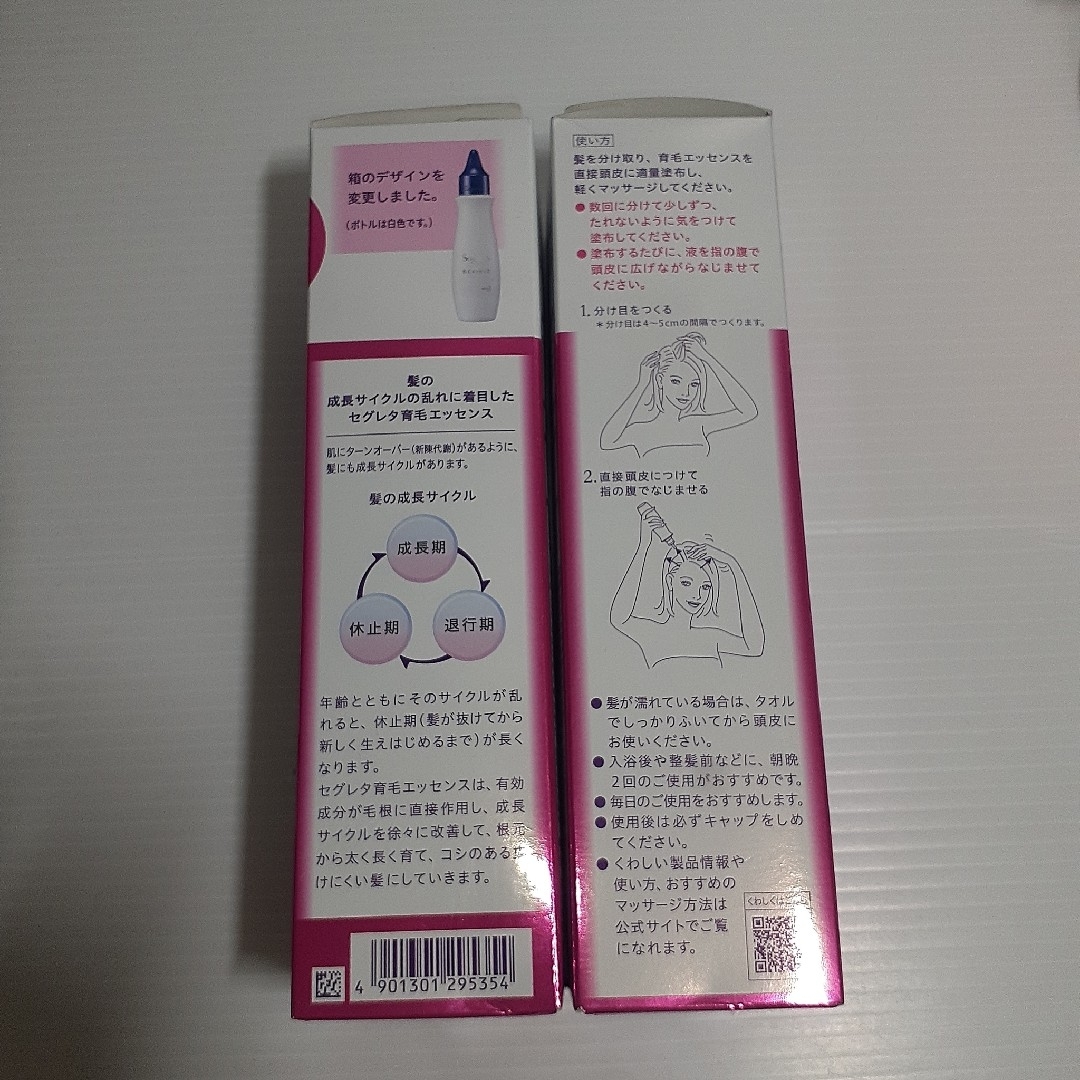 箱のデザインを
変更しました。
(ボトルは白色です。)
髪の
成長サイクルの乱れに着目した
セグレタ育毛エッセンス
肌にターンオーバー(新陳代謝)があるように、
髪にも成長サイクルがあります。
髪の成長サイクル
成長期
休止期
退行期
年齢とともにそのサイクルが乱
れると、休止期(髪が抜けてから
新しく生えはじめるまで)が長く
なります。
セグレタ育毛エッセンスは、有効
成分が毛根に直接作用し、成長
サイクルを徐々に改善して、根元
から太く長く育て、コシのある
けにくい髪にしていきます。
4 901301 295354
使い方
髪を分け取り、育毛エッセンスを
直接頭皮に適量塗布し、
軽くマッサージしてください。
●数回に分けて少しずつ、
たれないように気をつけて
塗布してください。
●塗布するたびに、液を指の腹で
頭皮に広げながらなじませて
ください。
1. 分け目をつくる
*分け目は4〜5cmの間隔でつくります。
2. 直接頭皮につけて
指の腹でなじませる
●髪が濡れている場合は、タオル
でしっかりふいてから頭皮に
お使いください。
●入浴後や整髪前などに、朝晩
2回のご使用がおすすめです。
●毎日のご使用をおすすめします。
●使用後は必ずキャップをしめ
てください。
●くわしい製品情報や
使い方、おすすめの
マッサージ方法は
公式サイトでご覧
になれます。
くわしくは